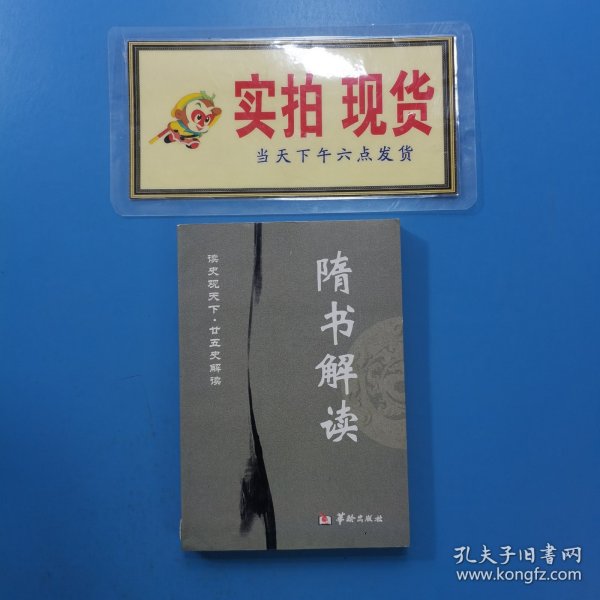 实拍 现货
当天下午六点发货
隋书解读
读史观天下·廿五史解读
华龄出版社
孔夫子旧书网
www.kongfz.com